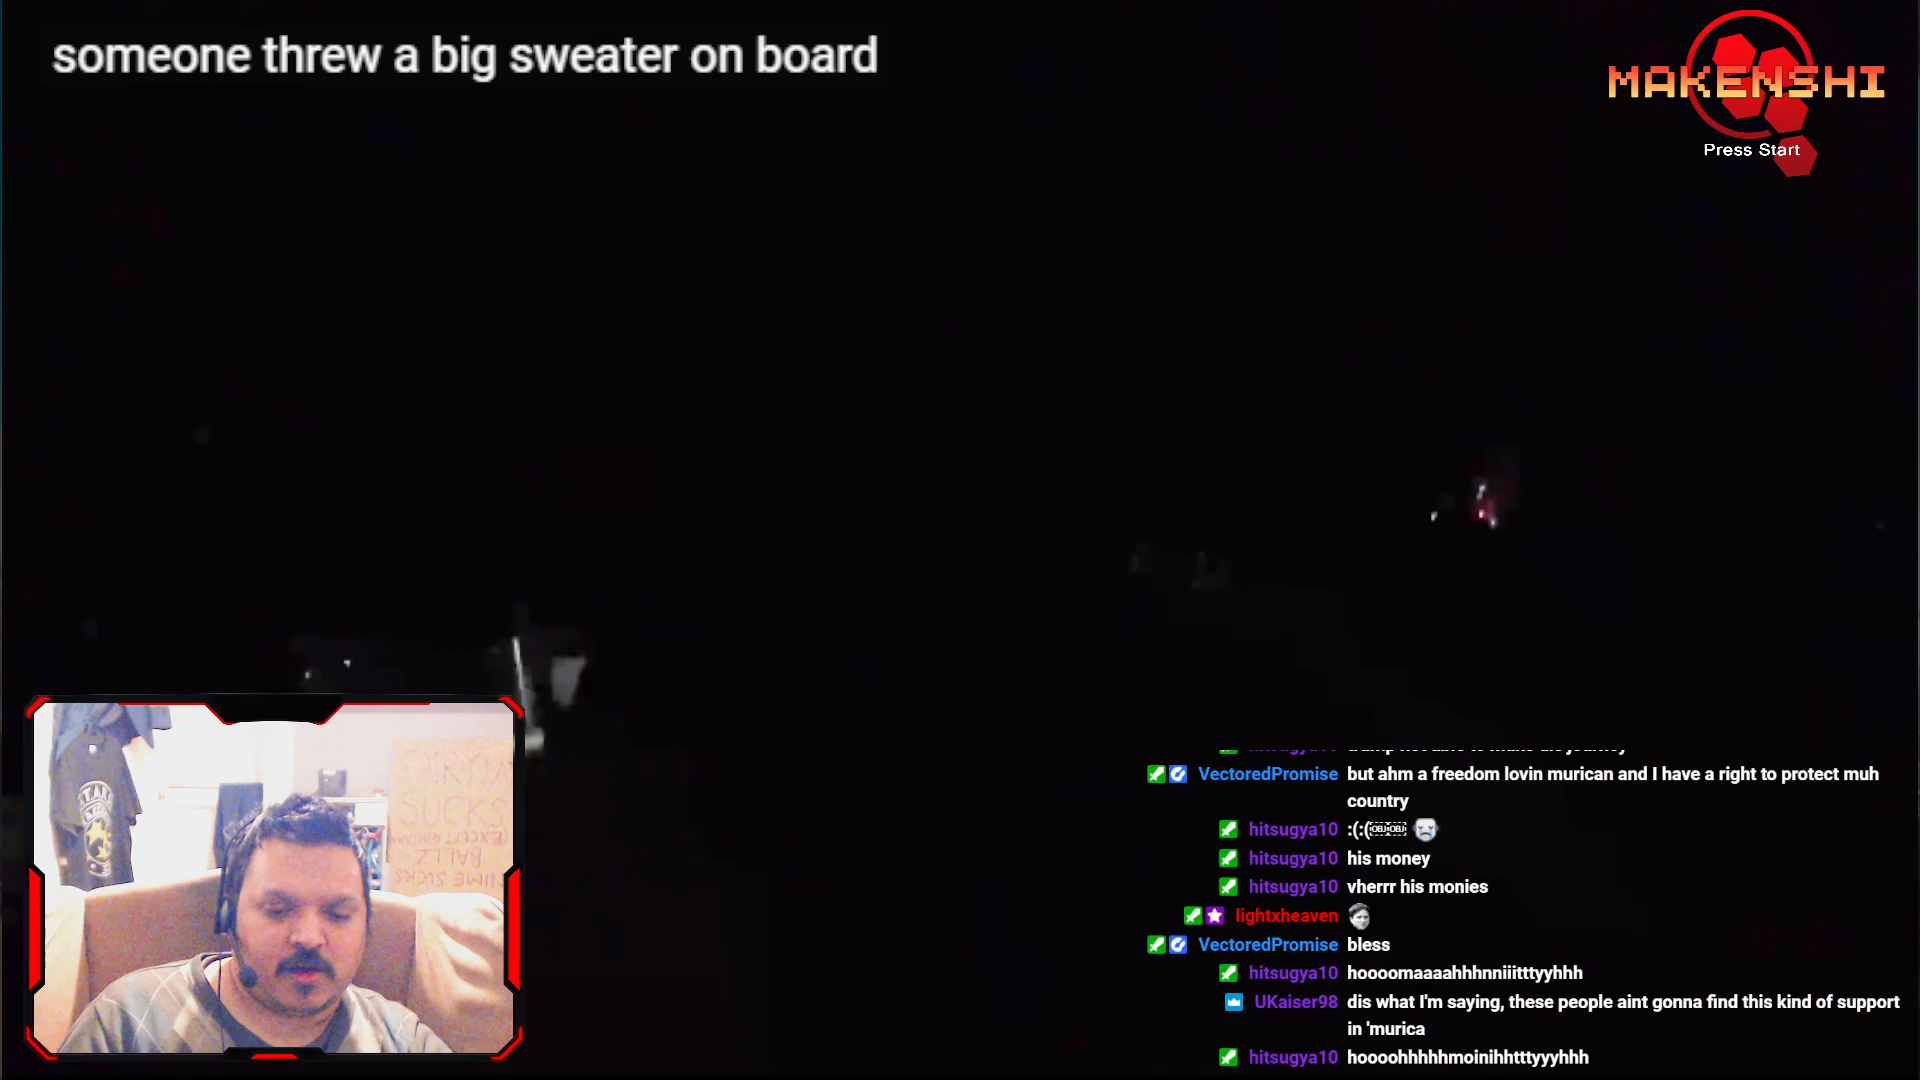 someone threw a big sweater on board
MAKENSHI
Press Start
VectoredPromise but ahm a freedom lovin murican and I have a right to protect muh
country
hitsugya10 :(:(
hitsugya10 his money
hitsugya10 vherrr his monies
lightxheaven
VectoredPromise bless
hitsugya10 hoooomaaaahhhnniiitttyyhhh
UKaiser98 dis what I'm saying, these people aint gonna find this kind of support
in 'murica
hitsugya10 hoooohhhhhmoinihhtttyyyhhh
SUCKS
BALLZ